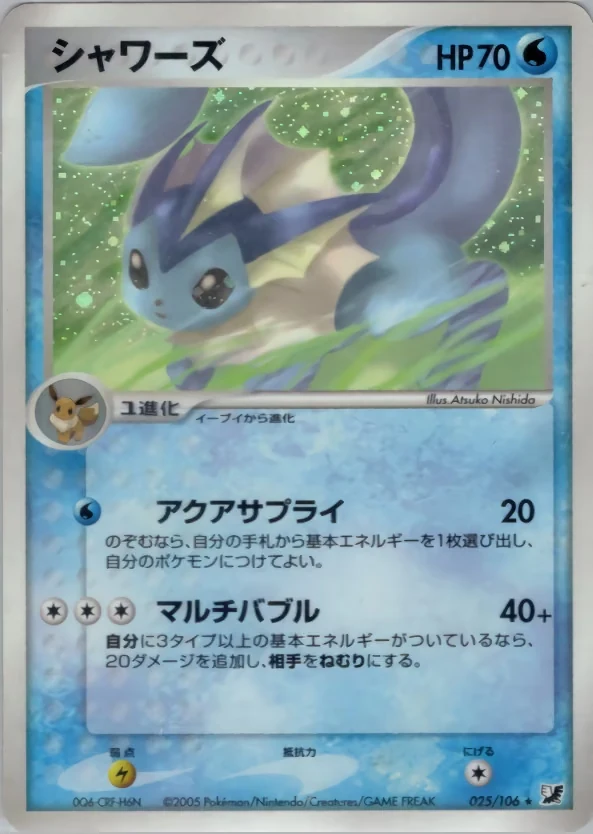 シャワーズ HP70
Illus. Atsuko Nishida
1進化
イーブイから進化
アクアサプライ 20
のぞむなら、自分の手札から基本エネルギーを1枚選び出し、
自分のポケモンにつけてよい。
マルチバブル 40+
自分に3タイプ以上の基本エネルギーがついているなら、
20ダメージを追加し、相手をねむりにする。
弱点 抵抗力 にげる
006-CRF-H6N ©2005 Pokémon/Nintendo/Creatures/GAME FREAK 025/106 ★